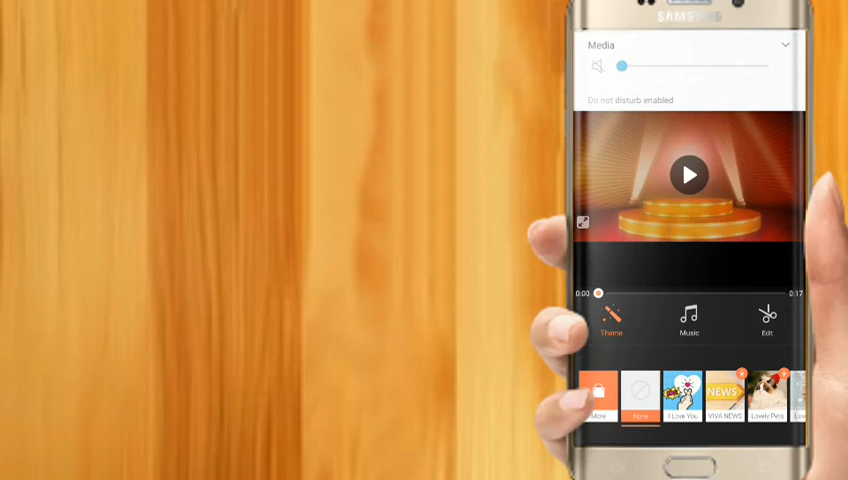 SAMSUNG
Media
Do not disturb enabled
0:00
0:17
Theme
Music
Edit
NEWS
More
None
I Love You
VIVA NEWS
Lovely Pets